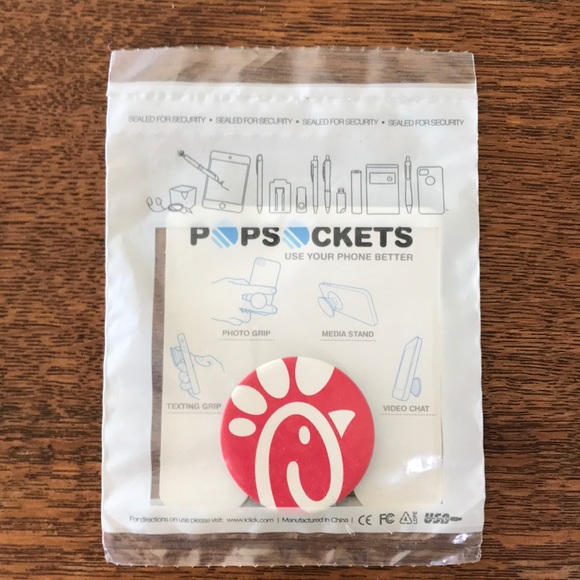 SEALED FOR SECURITY • SEALED FOR SECURITY • SEALED FOR SECURITY • SEALED FOR SECURITY
POPSOCKETS
USE YOUR PHONE BETTER
PHOTO GRIP MEDIA STAND
TEXTING GRIP VIDEO CHAT
For directions on use please visit www.iclick.com | Manufactured in China | CE FC USB